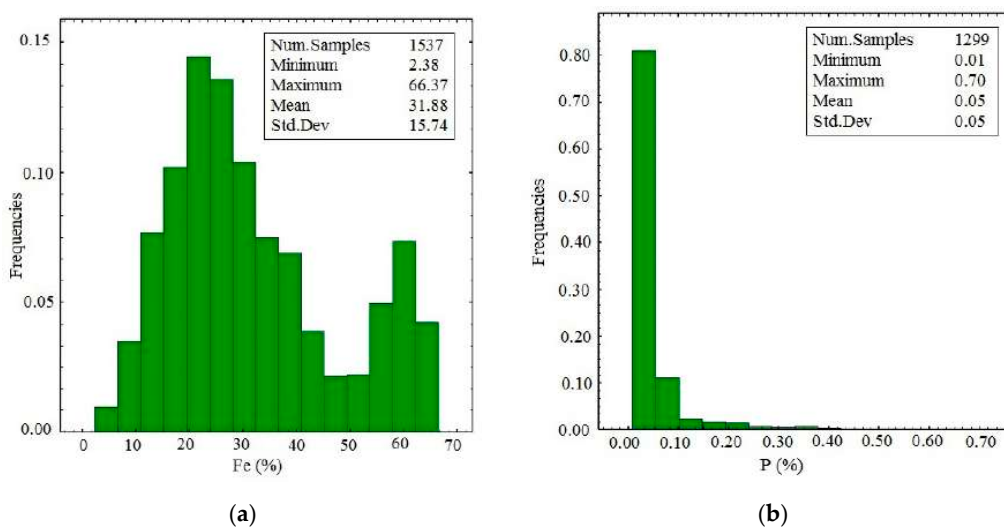 0.15
0.10
0.05
0.00
Frequencies
Num.Samples 1537
Minimum 2.38
Maximum 66.37
Mean 31.88
Std.Dev 15.74
0 10 20 30 40 50 60 70
Fe (%)
(a)
0.80
0.70
0.60
0.50
0.40
0.30
0.20
0.10
0.00
Frequencies
Num.Samples 1299
Minimum 0.01
Maximum 0.70
Mean 0.05
Std.Dev 0.05
0.00 0.10 0.20 0.30 0.40 0.50 0.60 0.70
P (%)
(b)